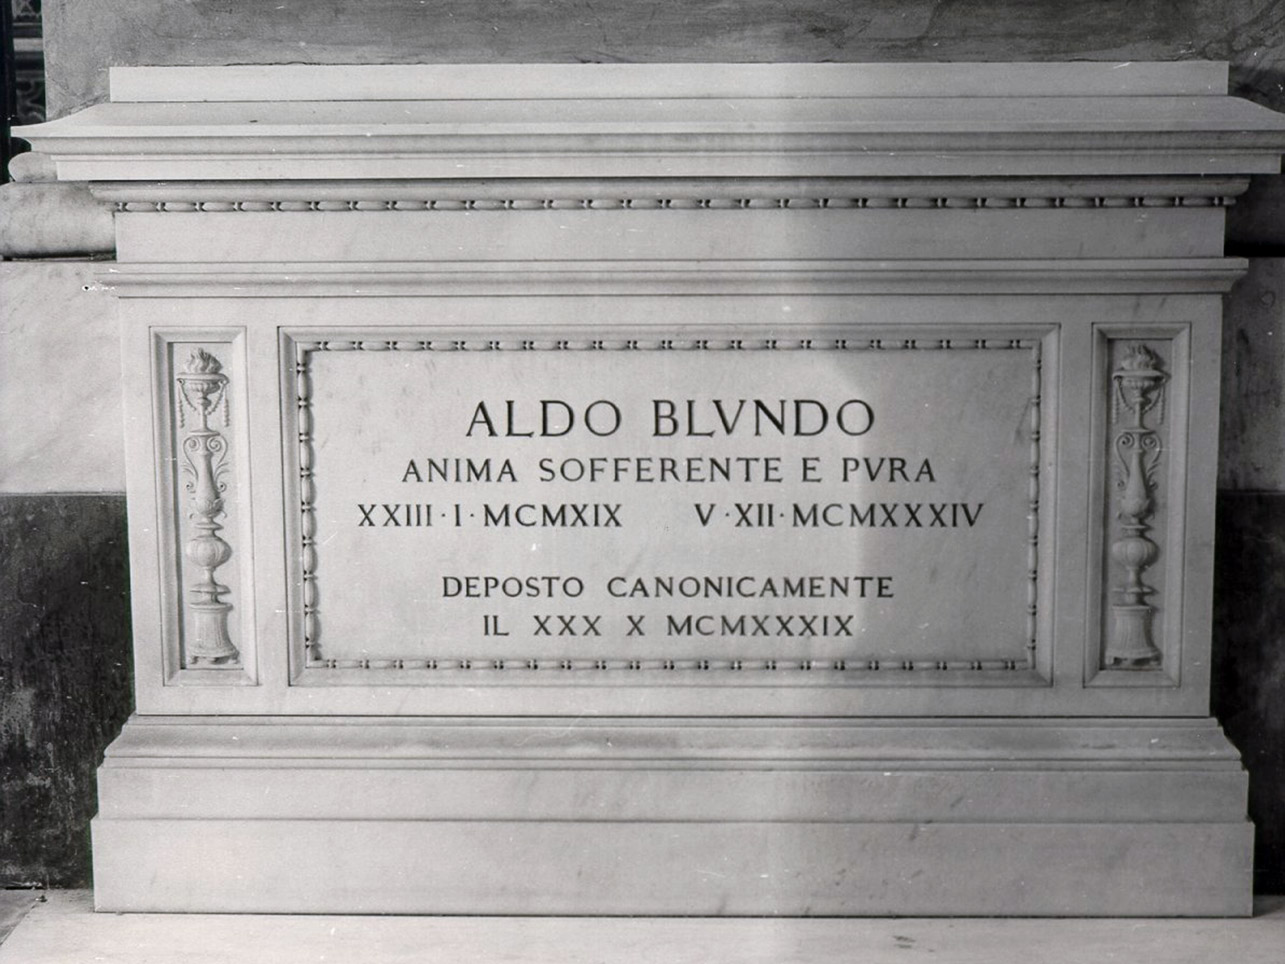 ALDO BLVNDO
ANIMA SOFFERENTE E PVRA
XXIII·I·MCMXIX V·XII·MCMXXXIV
DEPOSTO CANONICAMENTE
IL XXX X MCMXXXIX